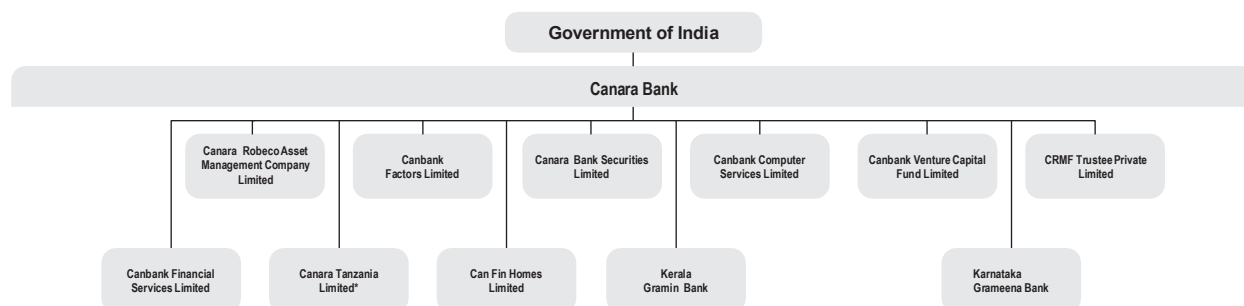 Government of India
Canara Bank
Canara Robeco Asset
Management Company
Limited
Canbank
Factors Limited
Canara Bank Securities
Limited
Canbank Computer
Services Limited
Canbank Venture Capital
Fund Limited
CRMF Trustee Private
Limited
Canbank Financial
Services Limited
Canara Tanzania
Limited*
Can Fin Homes
Limited
Kerala
Gramin Bank
Karnataka
Grameena Bank